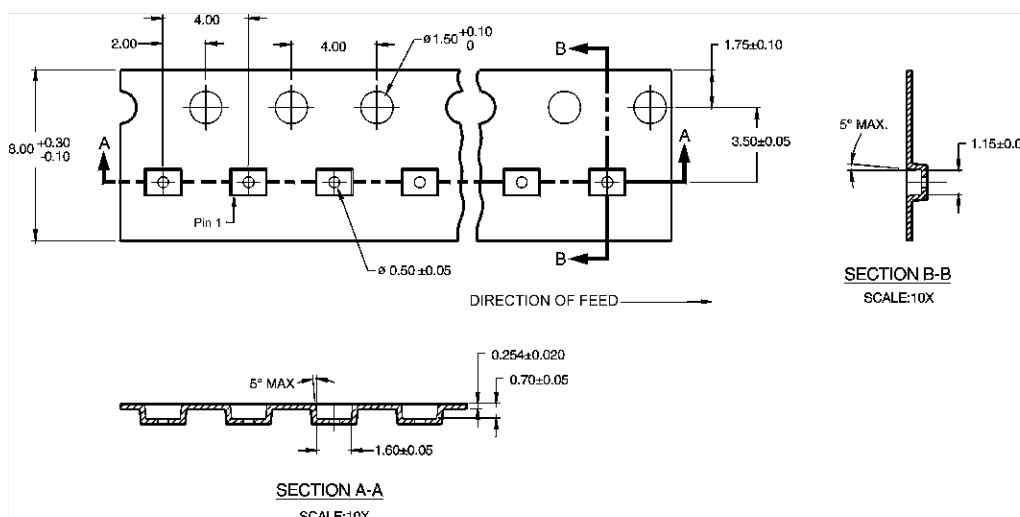 4.00
2.00
4.00
ø1.50 +0.10
0
B
1.75±0.10
8.00 +0.30
-0.10
A
A
3.50±0.05
5° MAX.
Pin 1
ø 0.50±0.05
B
DIRECTION OF FEED
SECTION B-B
SCALE:10X
0.254±0.020
5° MAX
0.70±0.05
1.60±0.05
SECTION A-A
SCALE:10X